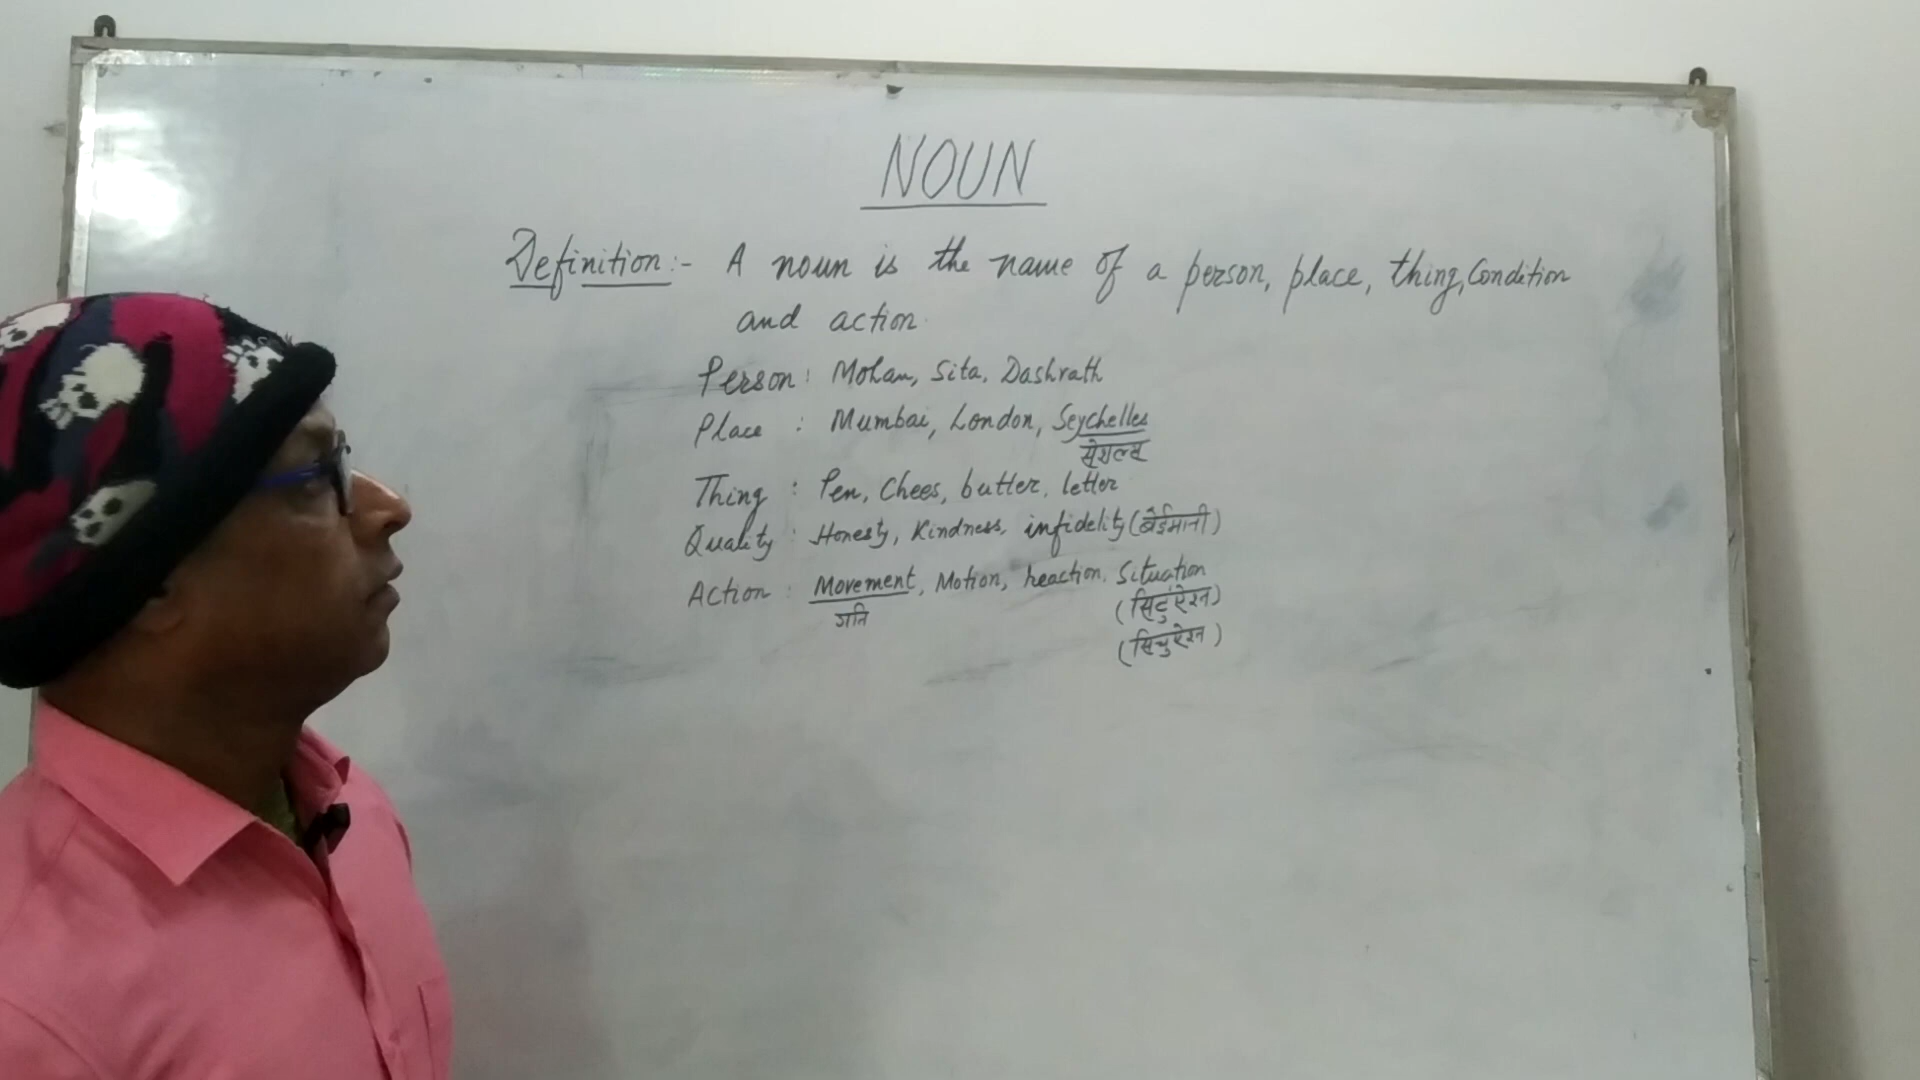 NOUN
Definition:- A noun is the name of a person, place, thing, Condition
and action.
Person: Mohan, Sita, Dashrath
Place : Mumbai, London, Seychelles
सेशल्स
Thing : Pen, Chees, butter, letter
Quality : Honesty, Kindness, infidelity (बेईमानी)
Action : Movement, Motion, reaction, Situation
गति (सिटुऐशन)
(सिचुऐशन)